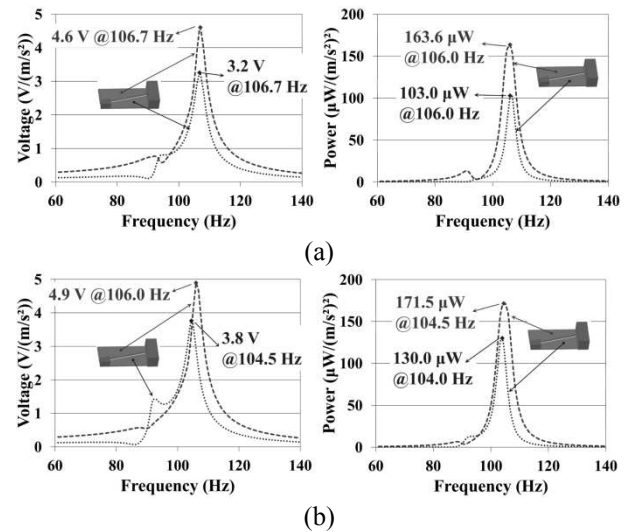 5
4
3
2
1
0
60 80 100 120 140
Voltage (V/(m/s²))
Frequency (Hz)
4.6 V @106.7 Hz
3.2 V
@106.7 Hz
200
150
100
50
0
60 80 100 120 140
Power (µW/(m/s²)²)
Frequency (Hz)
163.6 µW
@106.0 Hz
103.0 µW
@106.0 Hz
(a)
5
4
3
2
1
0
60 80 100 120 140
Voltage (V/(m/s²))
Frequency (Hz)
4.9 V @106.0 Hz
3.8 V
@104.5 Hz
200
150
100
50
0
60 80 100 120 140
Power (µW/(m/s²)²)
Frequency (Hz)
171.5 µW
@104.5 Hz
130.0 µW
@104.0 Hz
(b)